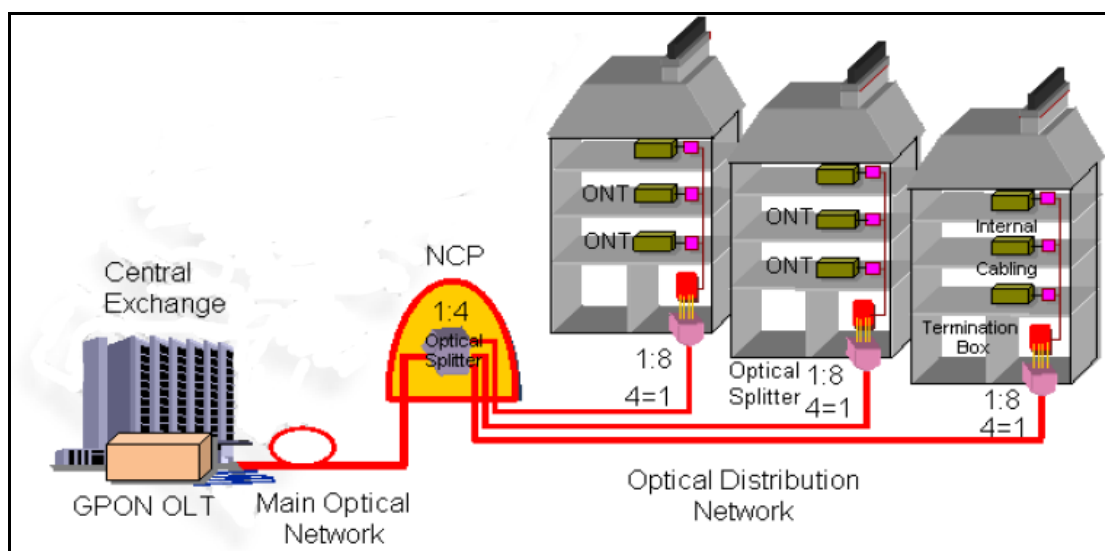 Central
Exchange
GPON OLT
Main Optical
Network
NCP
1:4
Optical
Splitter
ONT
ONT
1:8
4=1
ONT
ONT
Optical
Splitter
1:8
4=1
Internal
Cabling
Termination
Box
1:8
4=1
Optical Distribution
Network